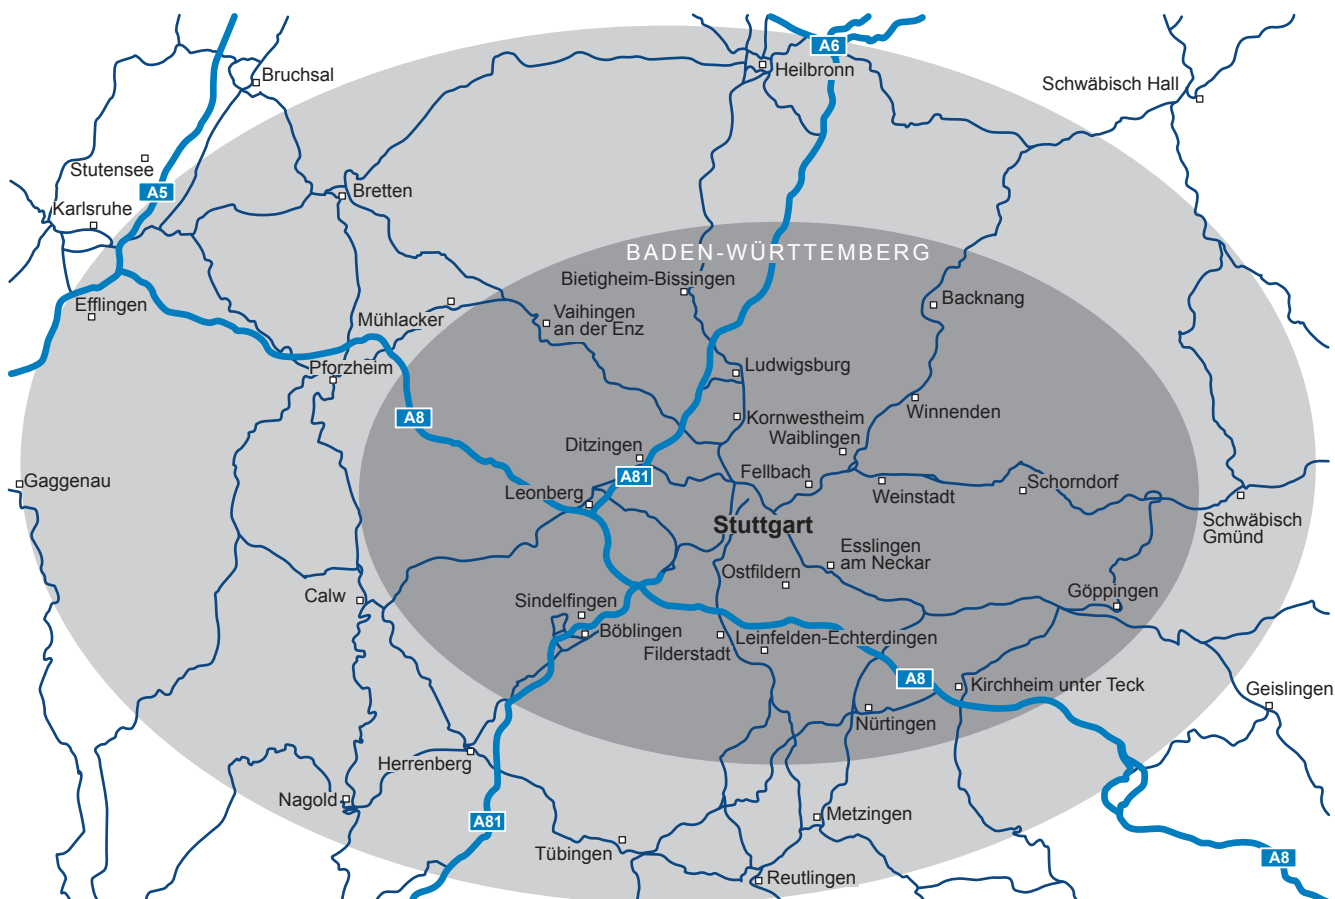 A6
Heilbronn
Bruchsal
Schwäbisch Hall
Stutensee
A5
Bretten
Karlsruhe
BADEN-WÜRTTEMBERG
Bietigheim-Bissingen
Backnang
Efflingen
Vaihingen
an der Enz
Mühlacker
Pforzheim
Ludwigsburg
A8
Kornwestheim
Winnenden
Waiblingen
Ditzingen
A81
Fellbach
Gaggenau
Leonberg
Weinstadt
Schorndorf
Stuttgart
Schwäbisch
Gmünd
Esslingen
am Neckar
Ostfildern
Calw
Göppingen
Sindelfingen
Böblingen
Leinfelden-Echterdingen
Filderstadt
A8
Kirchheim unter Teck
Geislingen
Nürtingen
Herrenberg
Nagold
A81
Metzingen
Tübingen
A8
Reutlingen